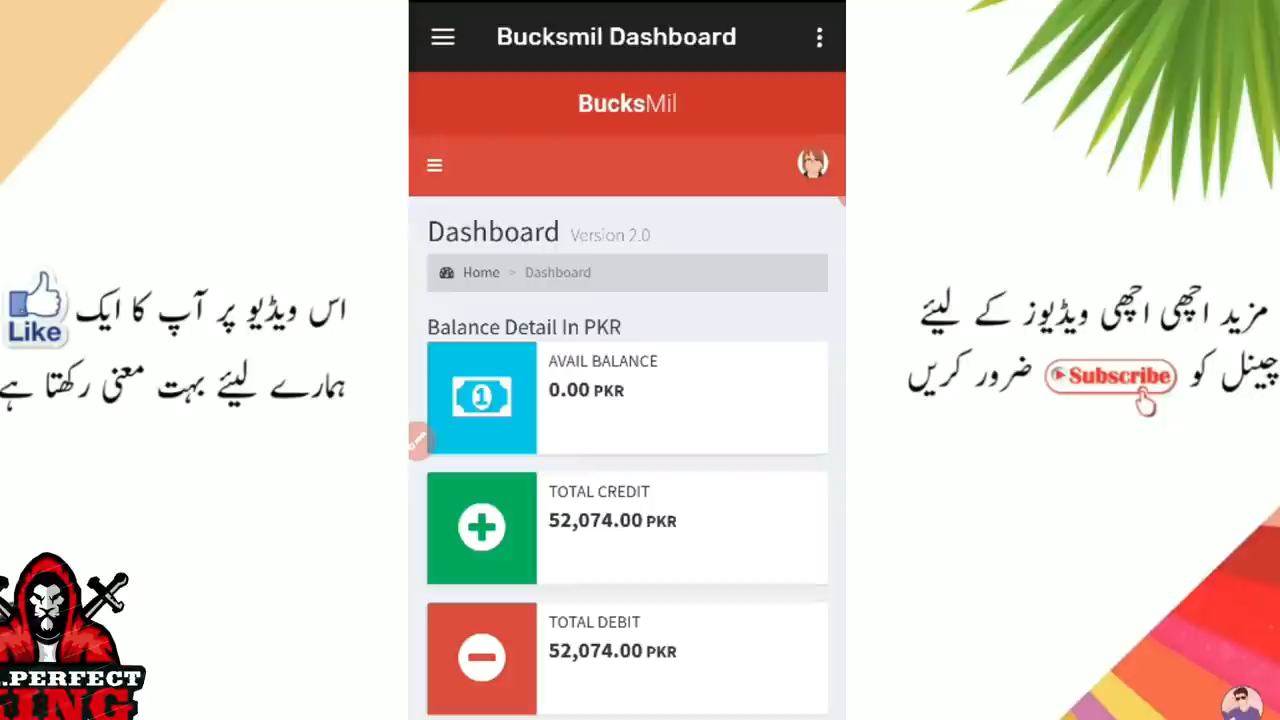 Bucksmil Dashboard
BucksMil
Dashboard Version 2.0
Home > Dashboard
Balance Detail In PKR
AVAIL BALANCE
0.00 PKR
TOTAL CREDIT
52,074.00 PKR
TOTAL DEBIT
52,074.00 PKR
اس ویڈیو پر آپ کا ایک Like
ہمارے لیئے بہت معنی رکھتا ہے
مزید اچھی اچھی ویڈیوز کے لیئے
چینل کو Subscribe ضرور کریں
.PERFECT
KING